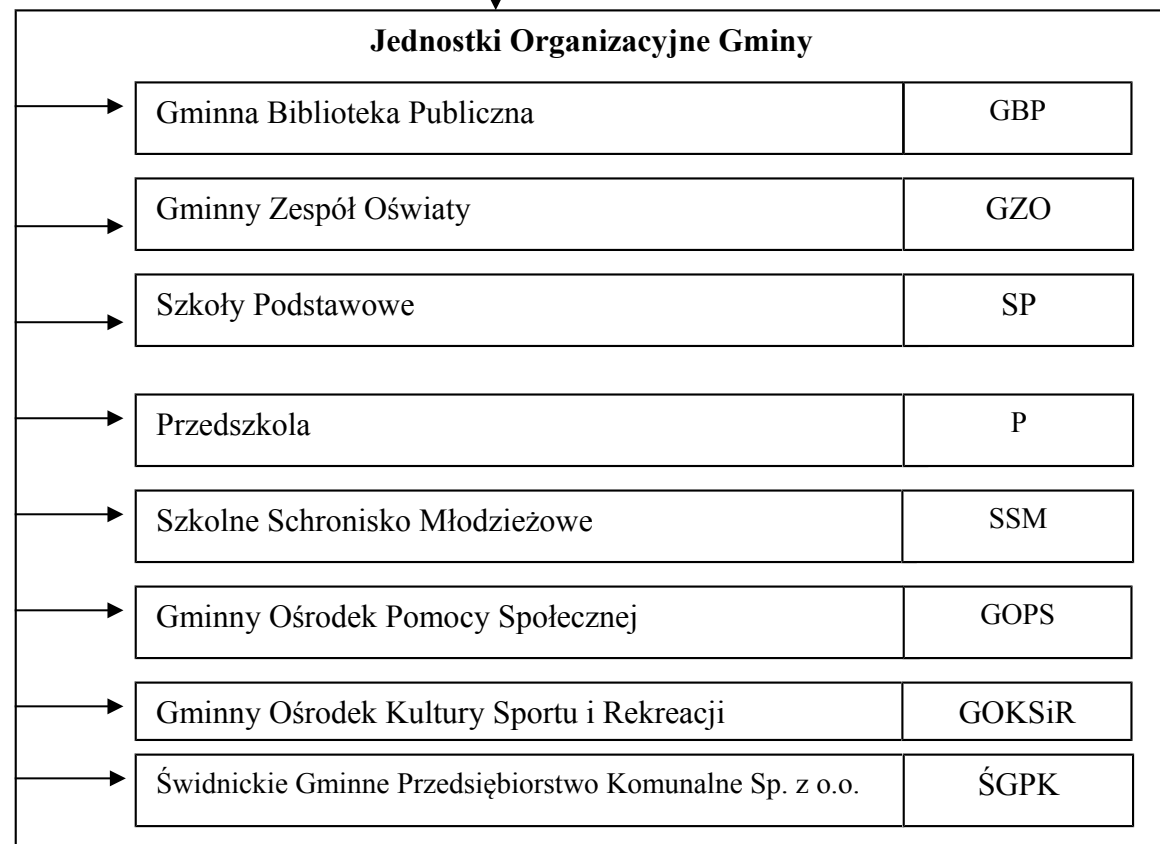 Jednostki Organizacyjne Gminy
Gminna Biblioteka Publiczna GBP
Gminny Zespół Oświaty GZO
Szkoły Podstawowe SP
Przedszkola P
Szkolne Schronisko Młodzieżowe SSM
Gminny Ośrodek Pomocy Społecznej GOPS
Gminny Ośrodek Kultury Sportu i Rekreacji GOKSiR
Świdnickie Gminne Przedsiębiorstwo Komunalne Sp. z o.o. ŚGPK